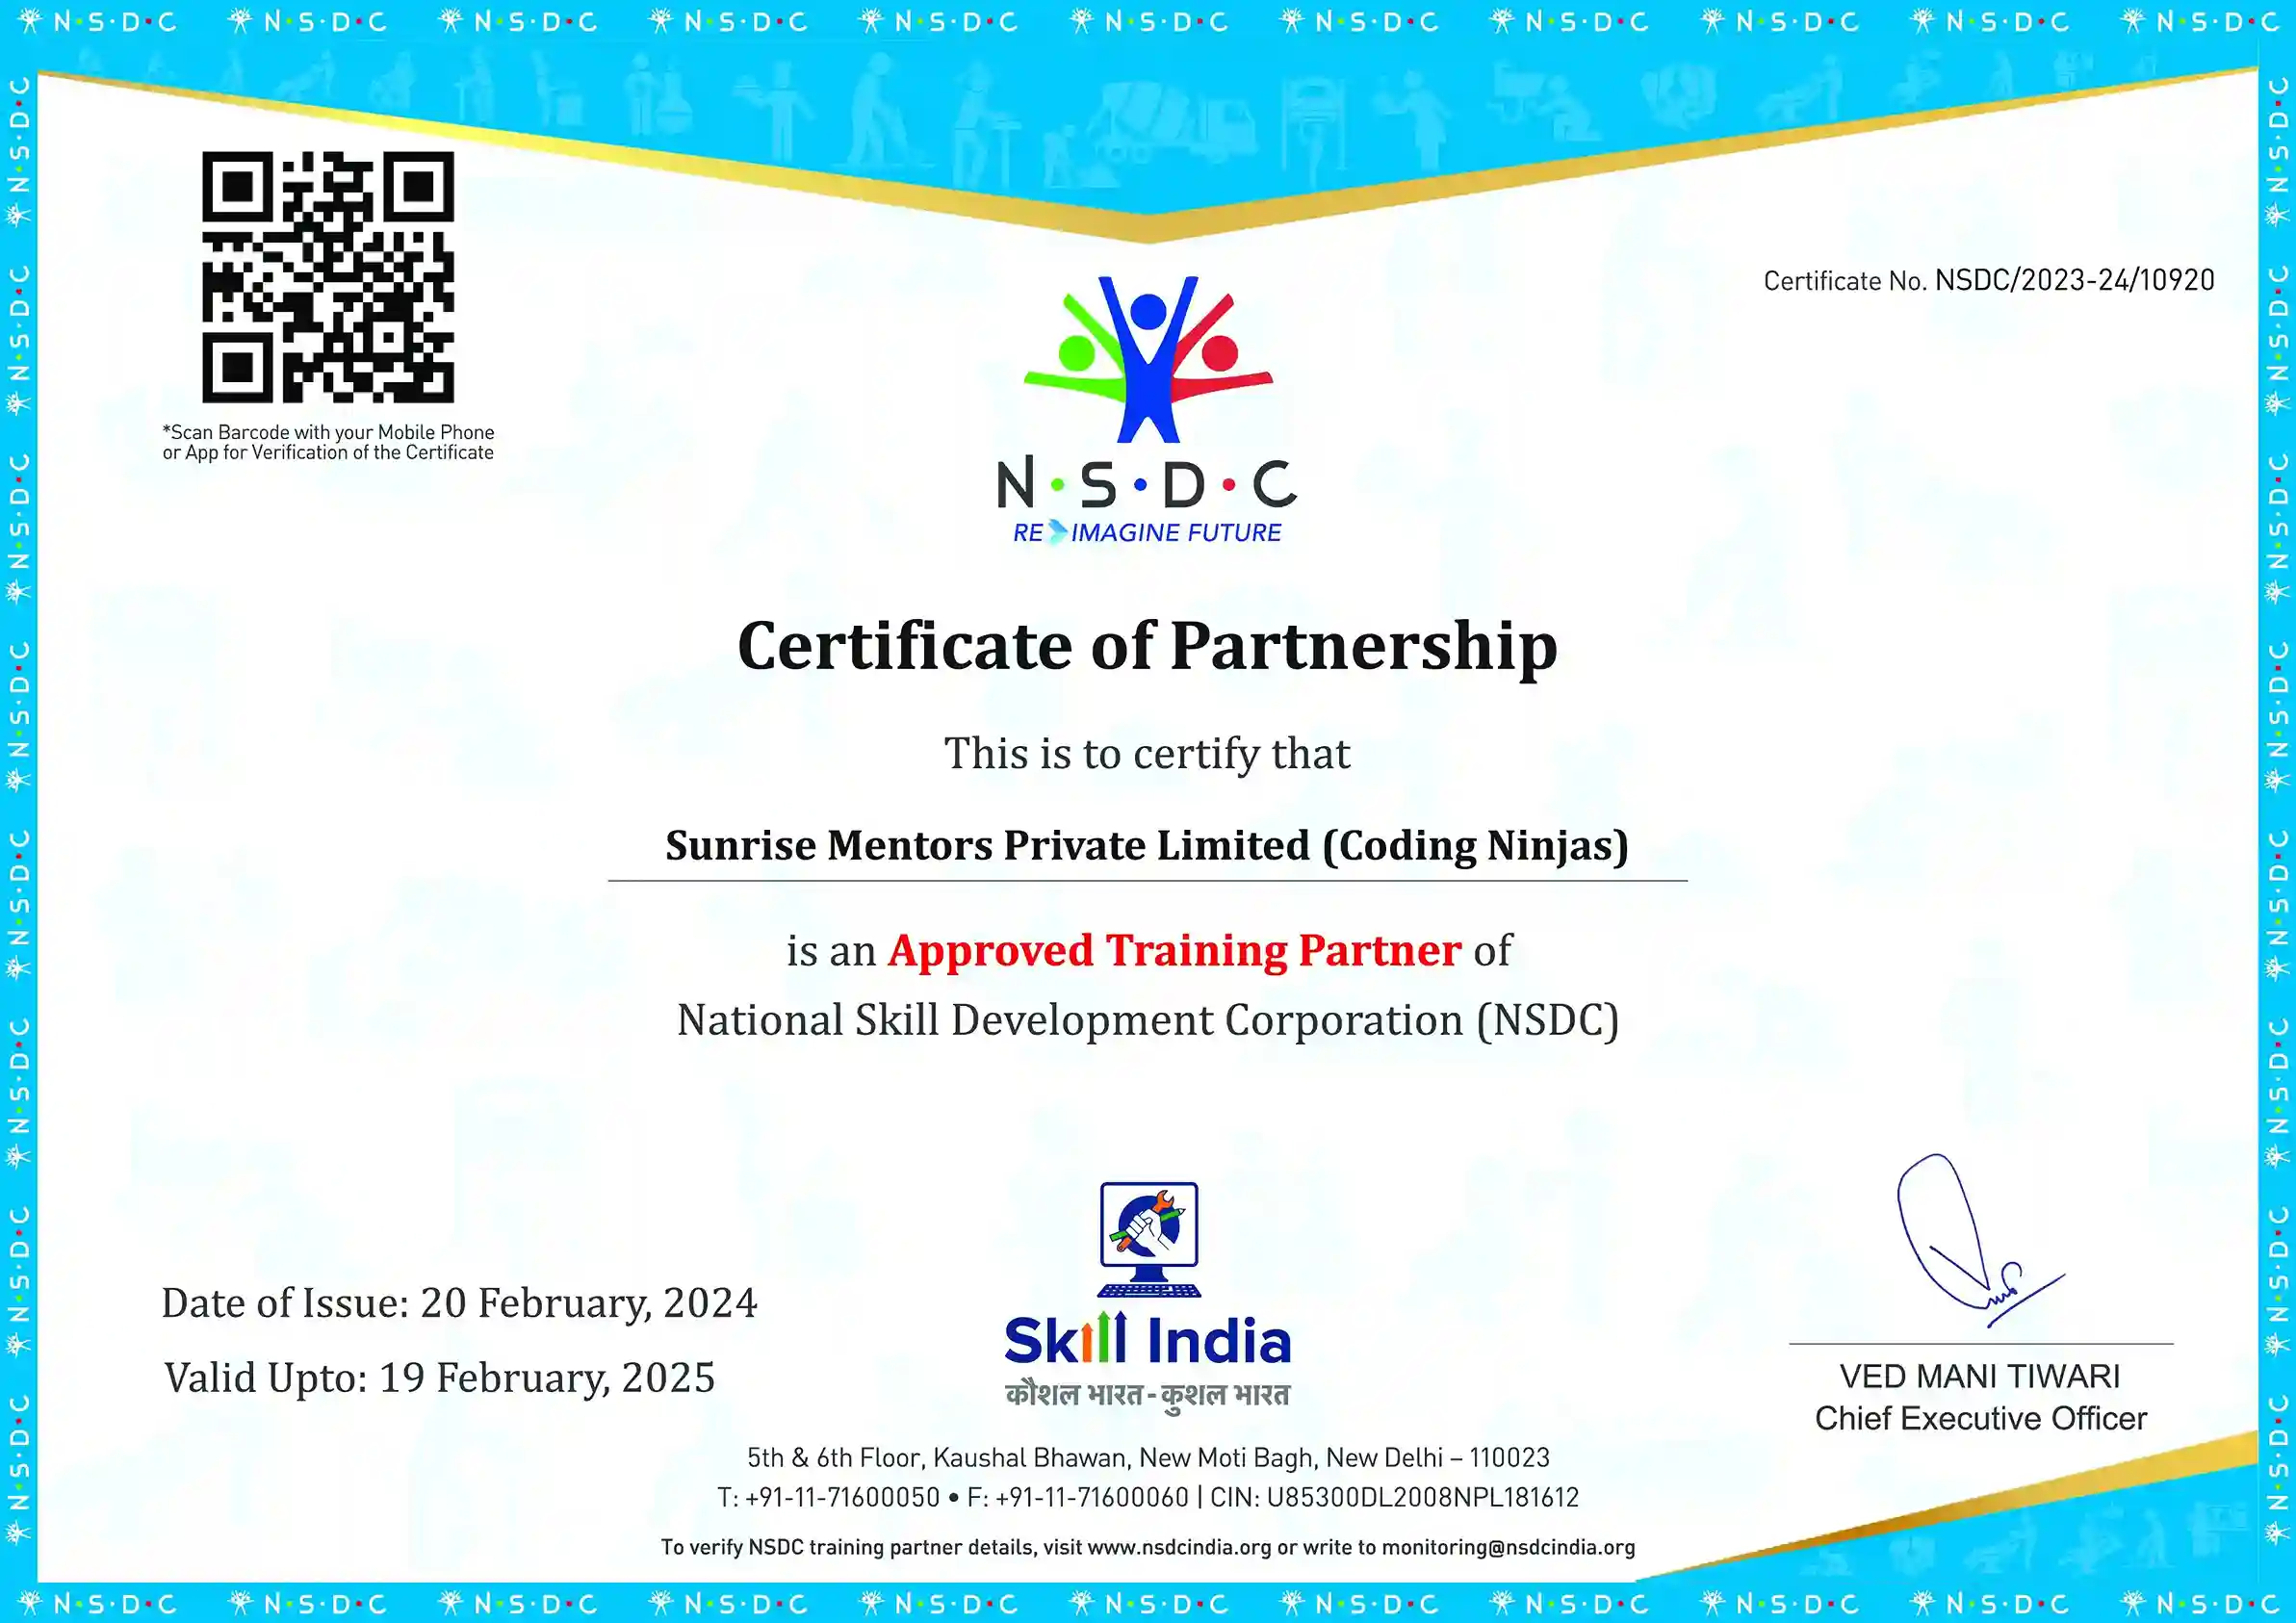 N·S·D·C N·S·D·C N·S·D·C N·S·D·C N·S·D·C N·S·D·C N·S·D·C N·S·D·C N·S·D·C N·S·D·C N·S·D·C
Certificate No. NSDC/2023-24/10920
*Scan Barcode with your Mobile Phone
or App for Verification of the Certificate
N·S·D·C
RE IMAGINE FUTURE
Certificate of Partnership
This is to certify that
Sunrise Mentors Private Limited (Coding Ninjas)
is an Approved Training Partner of
National Skill Development Corporation (NSDC)
Date of Issue: 20 February, 2024
Valid Upto: 19 February, 2025
Skill India
कौशल भारत - कुशल भारत
VED MANI TIWARI
Chief Executive Officer
5th & 6th Floor, Kaushal Bhawan, New Moti Bagh, New Delhi – 110023
T: +91-11-71600050 • F: +91-11-71600060 | CIN: U85300DL2008NPL181612
To verify NSDC training partner details, visit www.nsdcindia.org or write to monitoring@nsdcindia.org
N·S·D·C N·S·D·C N·S·D·C N·S·D·C N·S·D·C N·S·D·C N·S·D·C N·S·D·C N·S·D·C N·S·D·C N·S·D·C